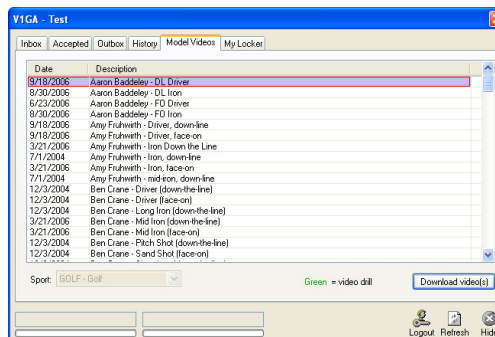 V1GA - Test
Inbox Accepted Outbox History Model Videos My Locker
Date Description
9/18/2006 Aaron Baddeley - DL Driver
8/30/2006 Aaron Baddeley - DL Iron
6/23/2006 Aaron Baddeley - FO Driver
8/30/2006 Aaron Baddeley - FO Iron
9/18/2006 Amy Fruhwirth - Driver, down-line
9/18/2006 Amy Fruhwirth - Driver, face-on
3/21/2006 Amy Fruhwirth - Iron Down the Line
7/1/2004 Amy Fruhwirth - Iron, down-line
3/21/2006 Amy Fruhwirth - Iron, face-on
7/1/2004 Amy Fruhwirth - mid-iron, down-line
12/3/2004 Ben Crane - Driver (down-the-line)
12/3/2004 Ben Crane - Driver (face-on)
12/3/2004 Ben Crane - Long Iron (down-the-line)
3/21/2006 Ben Crane - Mid Iron (down-the-line)
3/21/2006 Ben Crane - Mid Iron (face-on)
12/3/2004 Ben Crane - Pitch Shot (down-the-line)
12/3/2004 Ben Crane - Sand Shot (face-on)
Sport: GOLF - Golf Green = video drill Download video(s)
Logout Refresh Hide